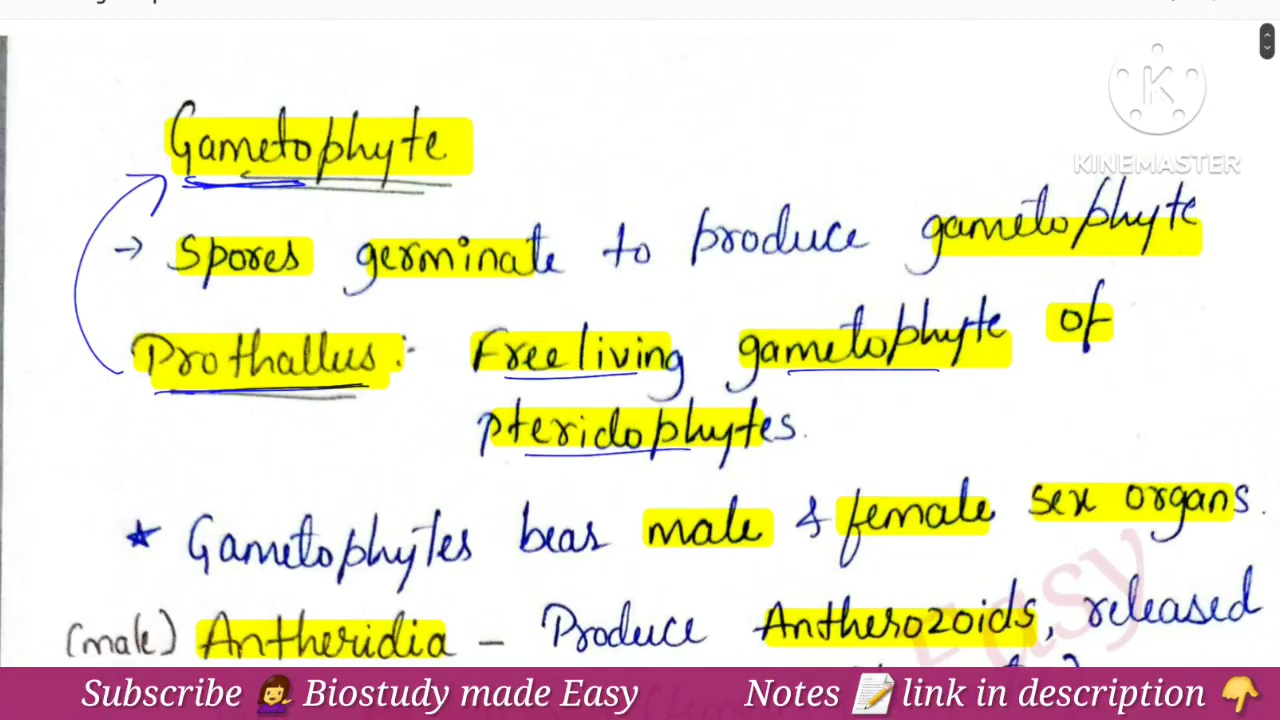 KINEMASTER
Gametophyte
→ Spores germinate to produce gametophyte
Prothallus:- Free living gametophyte of
pteridophytes.
★ Gametophytes bear male & female sex organs.
(male) Antheridia – Produce Antherozoids, released
Easy
Subscribe 🙋‍♀️ Biostudy made Easy Notes 📝 link in description 👇